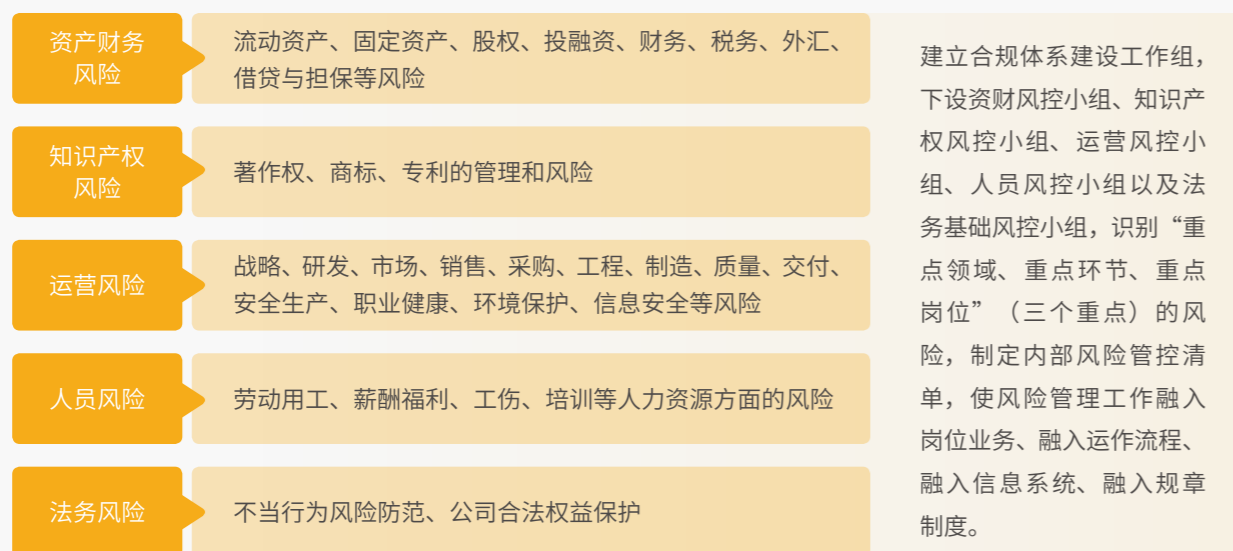 资产财务
风险
流动资产、固定资产、股权、投融资、财务、税务、外汇、
借贷与担保等风险
知识产权
风险
著作权、商标、专利的管理和风险
运营风险
战略、研发、市场、销售、采购、工程、制造、质量、交付、
安全生产、职业健康、环境保护、信息安全等风险
人员风险
劳动用工、薪酬福利、工伤、培训等人力资源方面的风险
法务风险
不当行为风险防范、公司合法权益保护
建立合规体系建设工作组，
下设资财风控小组、知识产
权风控小组、运营风控小
组、人员风控小组以及法
务基础风控小组，识别“重
点领域、重点环节、重点
岗位”（三个重点）的风
险，制定内部风险管控清
单，使风险管理工作融入
岗位业务、融入运作流程、
融入信息系统、融入规章
制度。